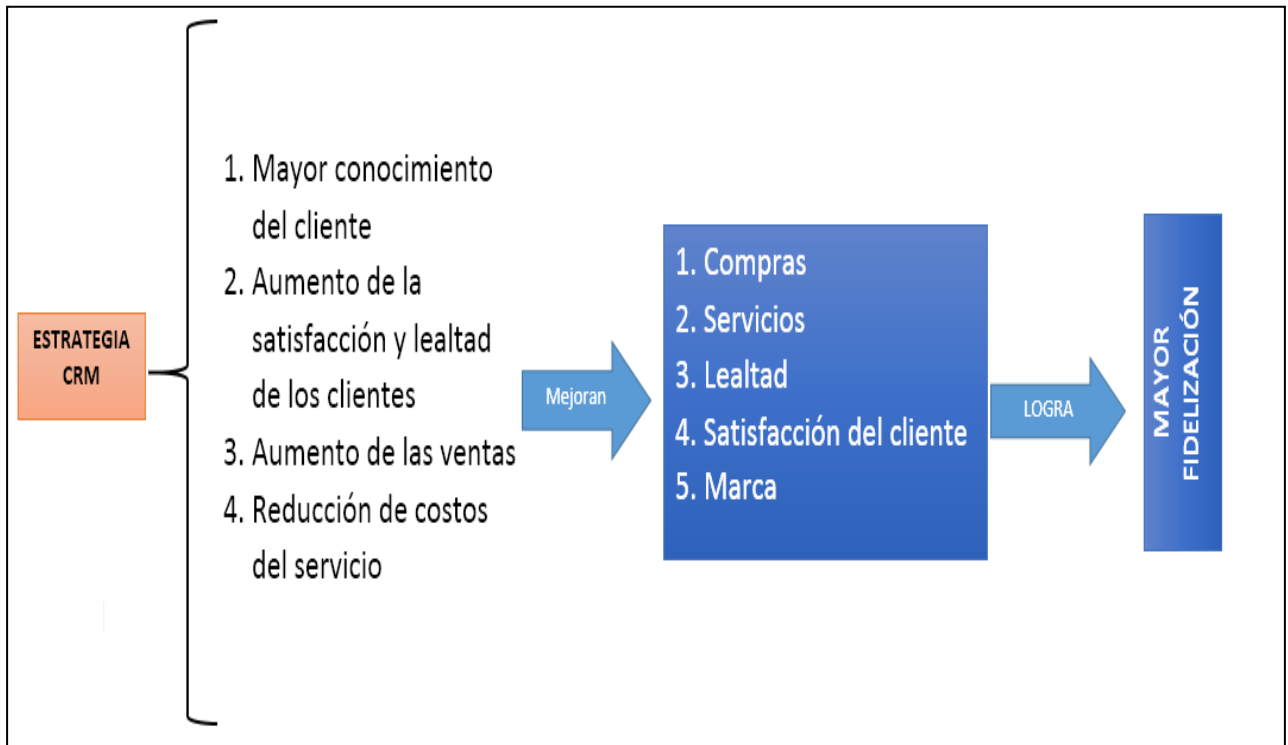 ESTRATEGIA
CRM
1. Mayor conocimiento
del cliente
2. Aumento de la
satisfacción y lealtad
de los clientes
3. Aumento de las ventas
4. Reducción de costos
del servicio
Mejoran
1. Compras
2. Servicios
3. Lealtad
4. Satisfacción del cliente
5. Marca
LOGRA
MAYOR
FIDELIZACIÓN